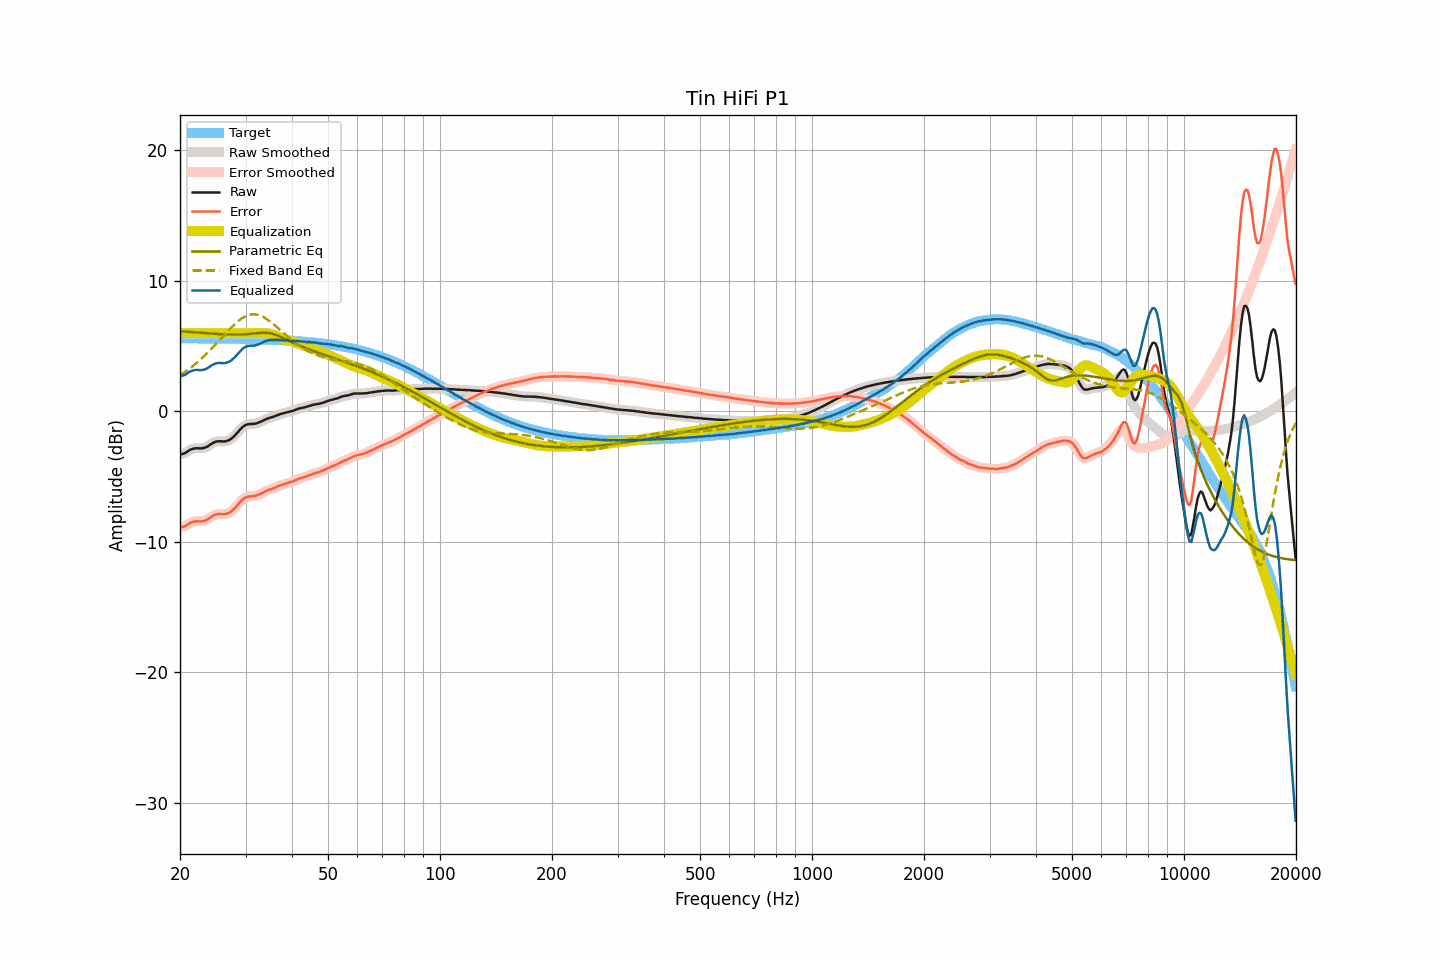 Tin HiFi P1
Target
Raw Smoothed
Error Smoothed
Raw
Error
Equalization
Parametric Eq
Fixed Band Eq
Equalized
20
10
0
−10
−20
−30
Amplitude (dBr)
20 50 100 200 500 1000 2000 5000 10000 20000
Frequency (Hz)